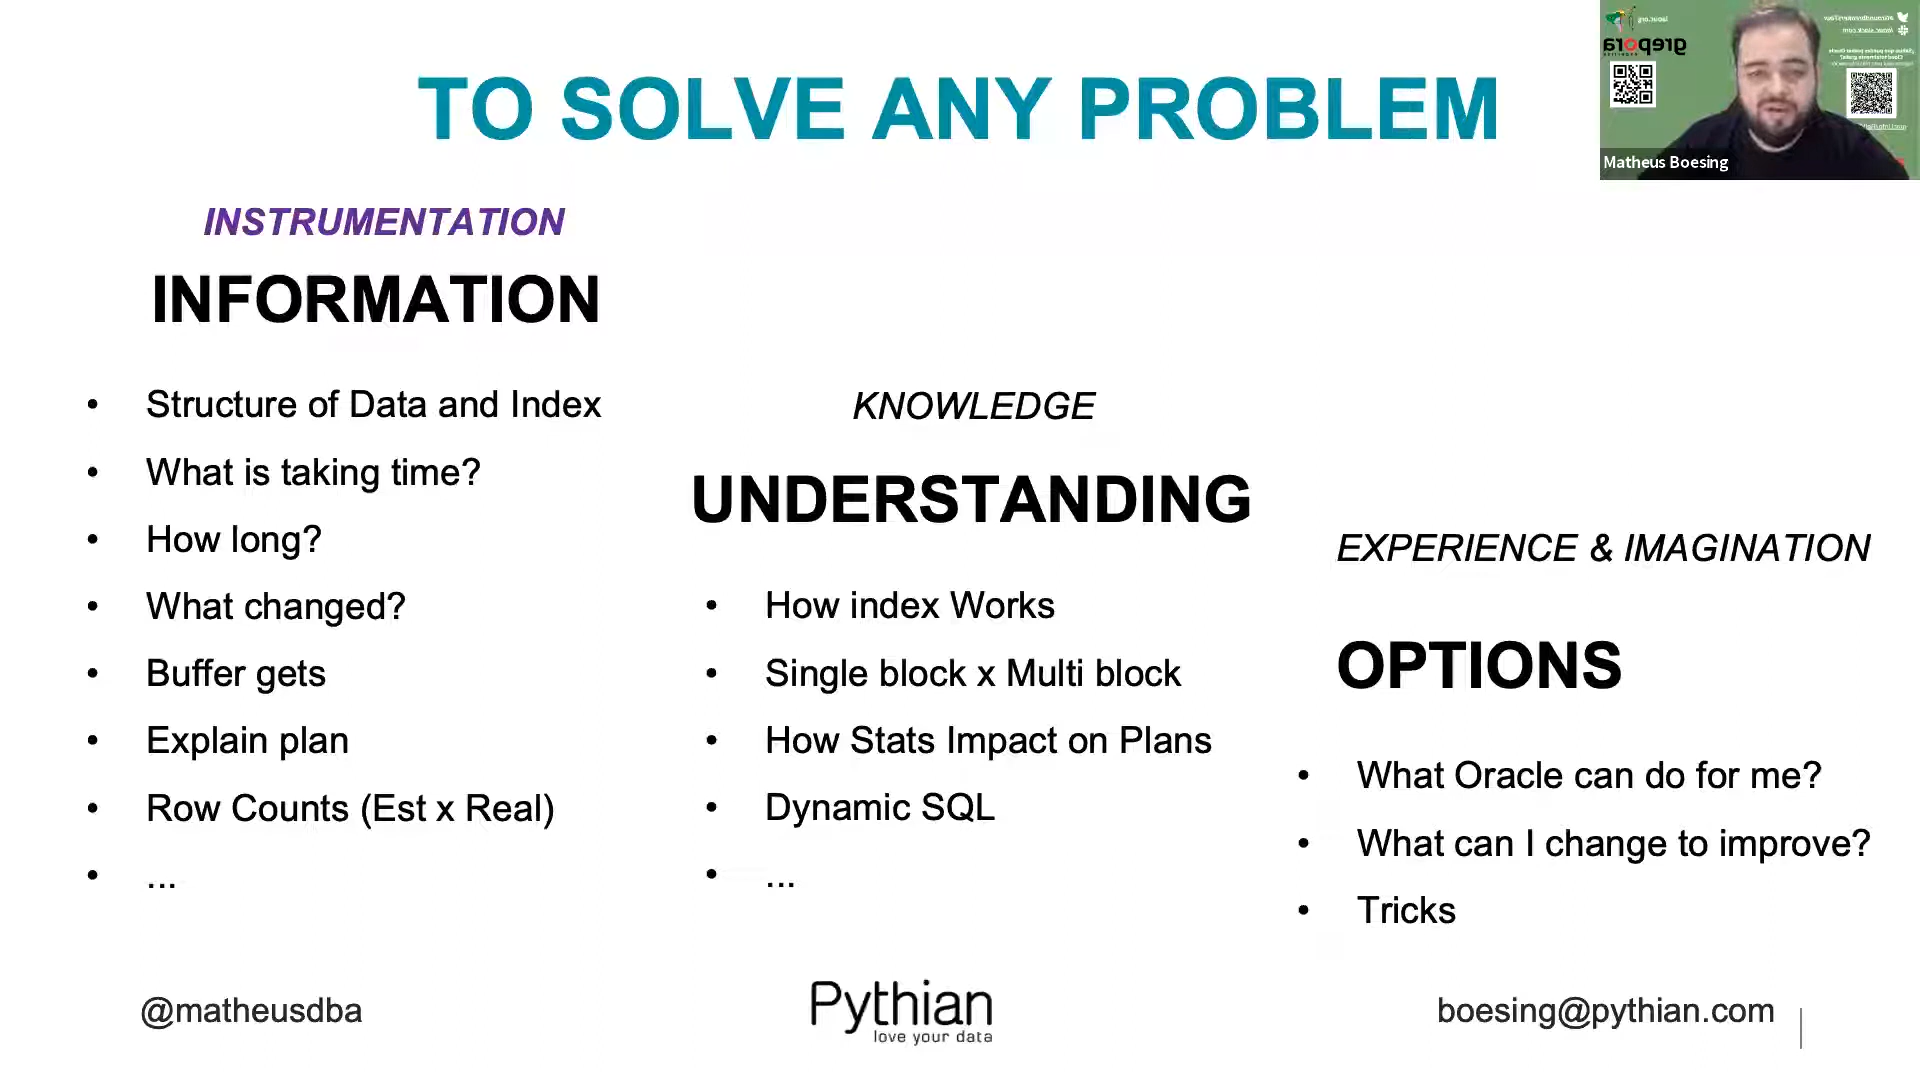 TO SOLVE ANY PROBLEM
INSTRUMENTATION
INFORMATION
• Structure of Data and Index
• What is taking time?
• How long?
• What changed?
• Buffer gets
• Explain plan
• Row Counts (Est x Real)
• ...
KNOWLEDGE
UNDERSTANDING
• How index Works
• Single block x Multi block
• How Stats Impact on Plans
• Dynamic SQL
• ...
EXPERIENCE & IMAGINATION
OPTIONS
• What Oracle can do for me?
• What can I change to improve?
• Tricks
@matheusdba
Pythian
love your data
boesing@pythian.com
grepora
Matheus Boesing